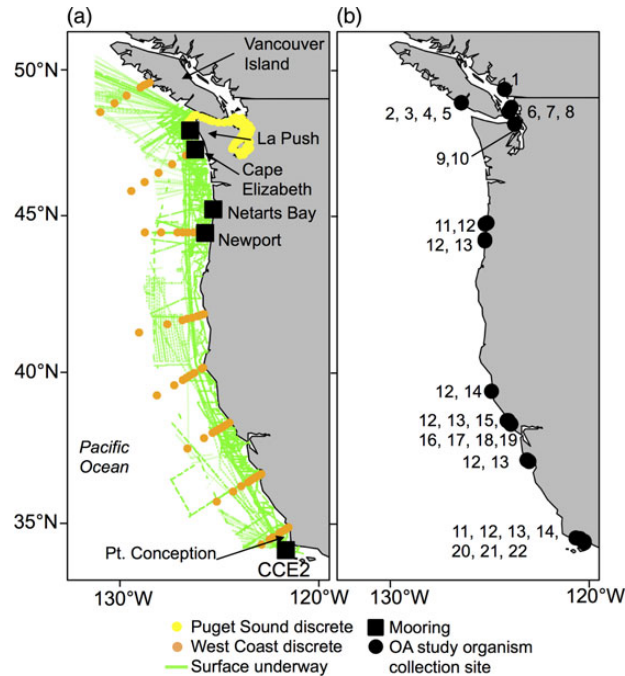 (a)
(b)
50°N
45°N
40°N
35°N
Vancouver
Island
La Push
Cape
Elizabeth
Netarts Bay
Newport
Pacific
Ocean
Pt. Conception
CCE2
130°W
120°W
1
2, 3, 4, 5
6, 7, 8
9,10
11,12
12, 13
12, 14
12, 13, 15,
16, 17, 18,19
12, 13
11, 12, 13, 14,
20, 21, 22
130°W
120°W
Puget Sound discrete
West Coast discrete
Surface underway
Mooring
OA study organism
collection site